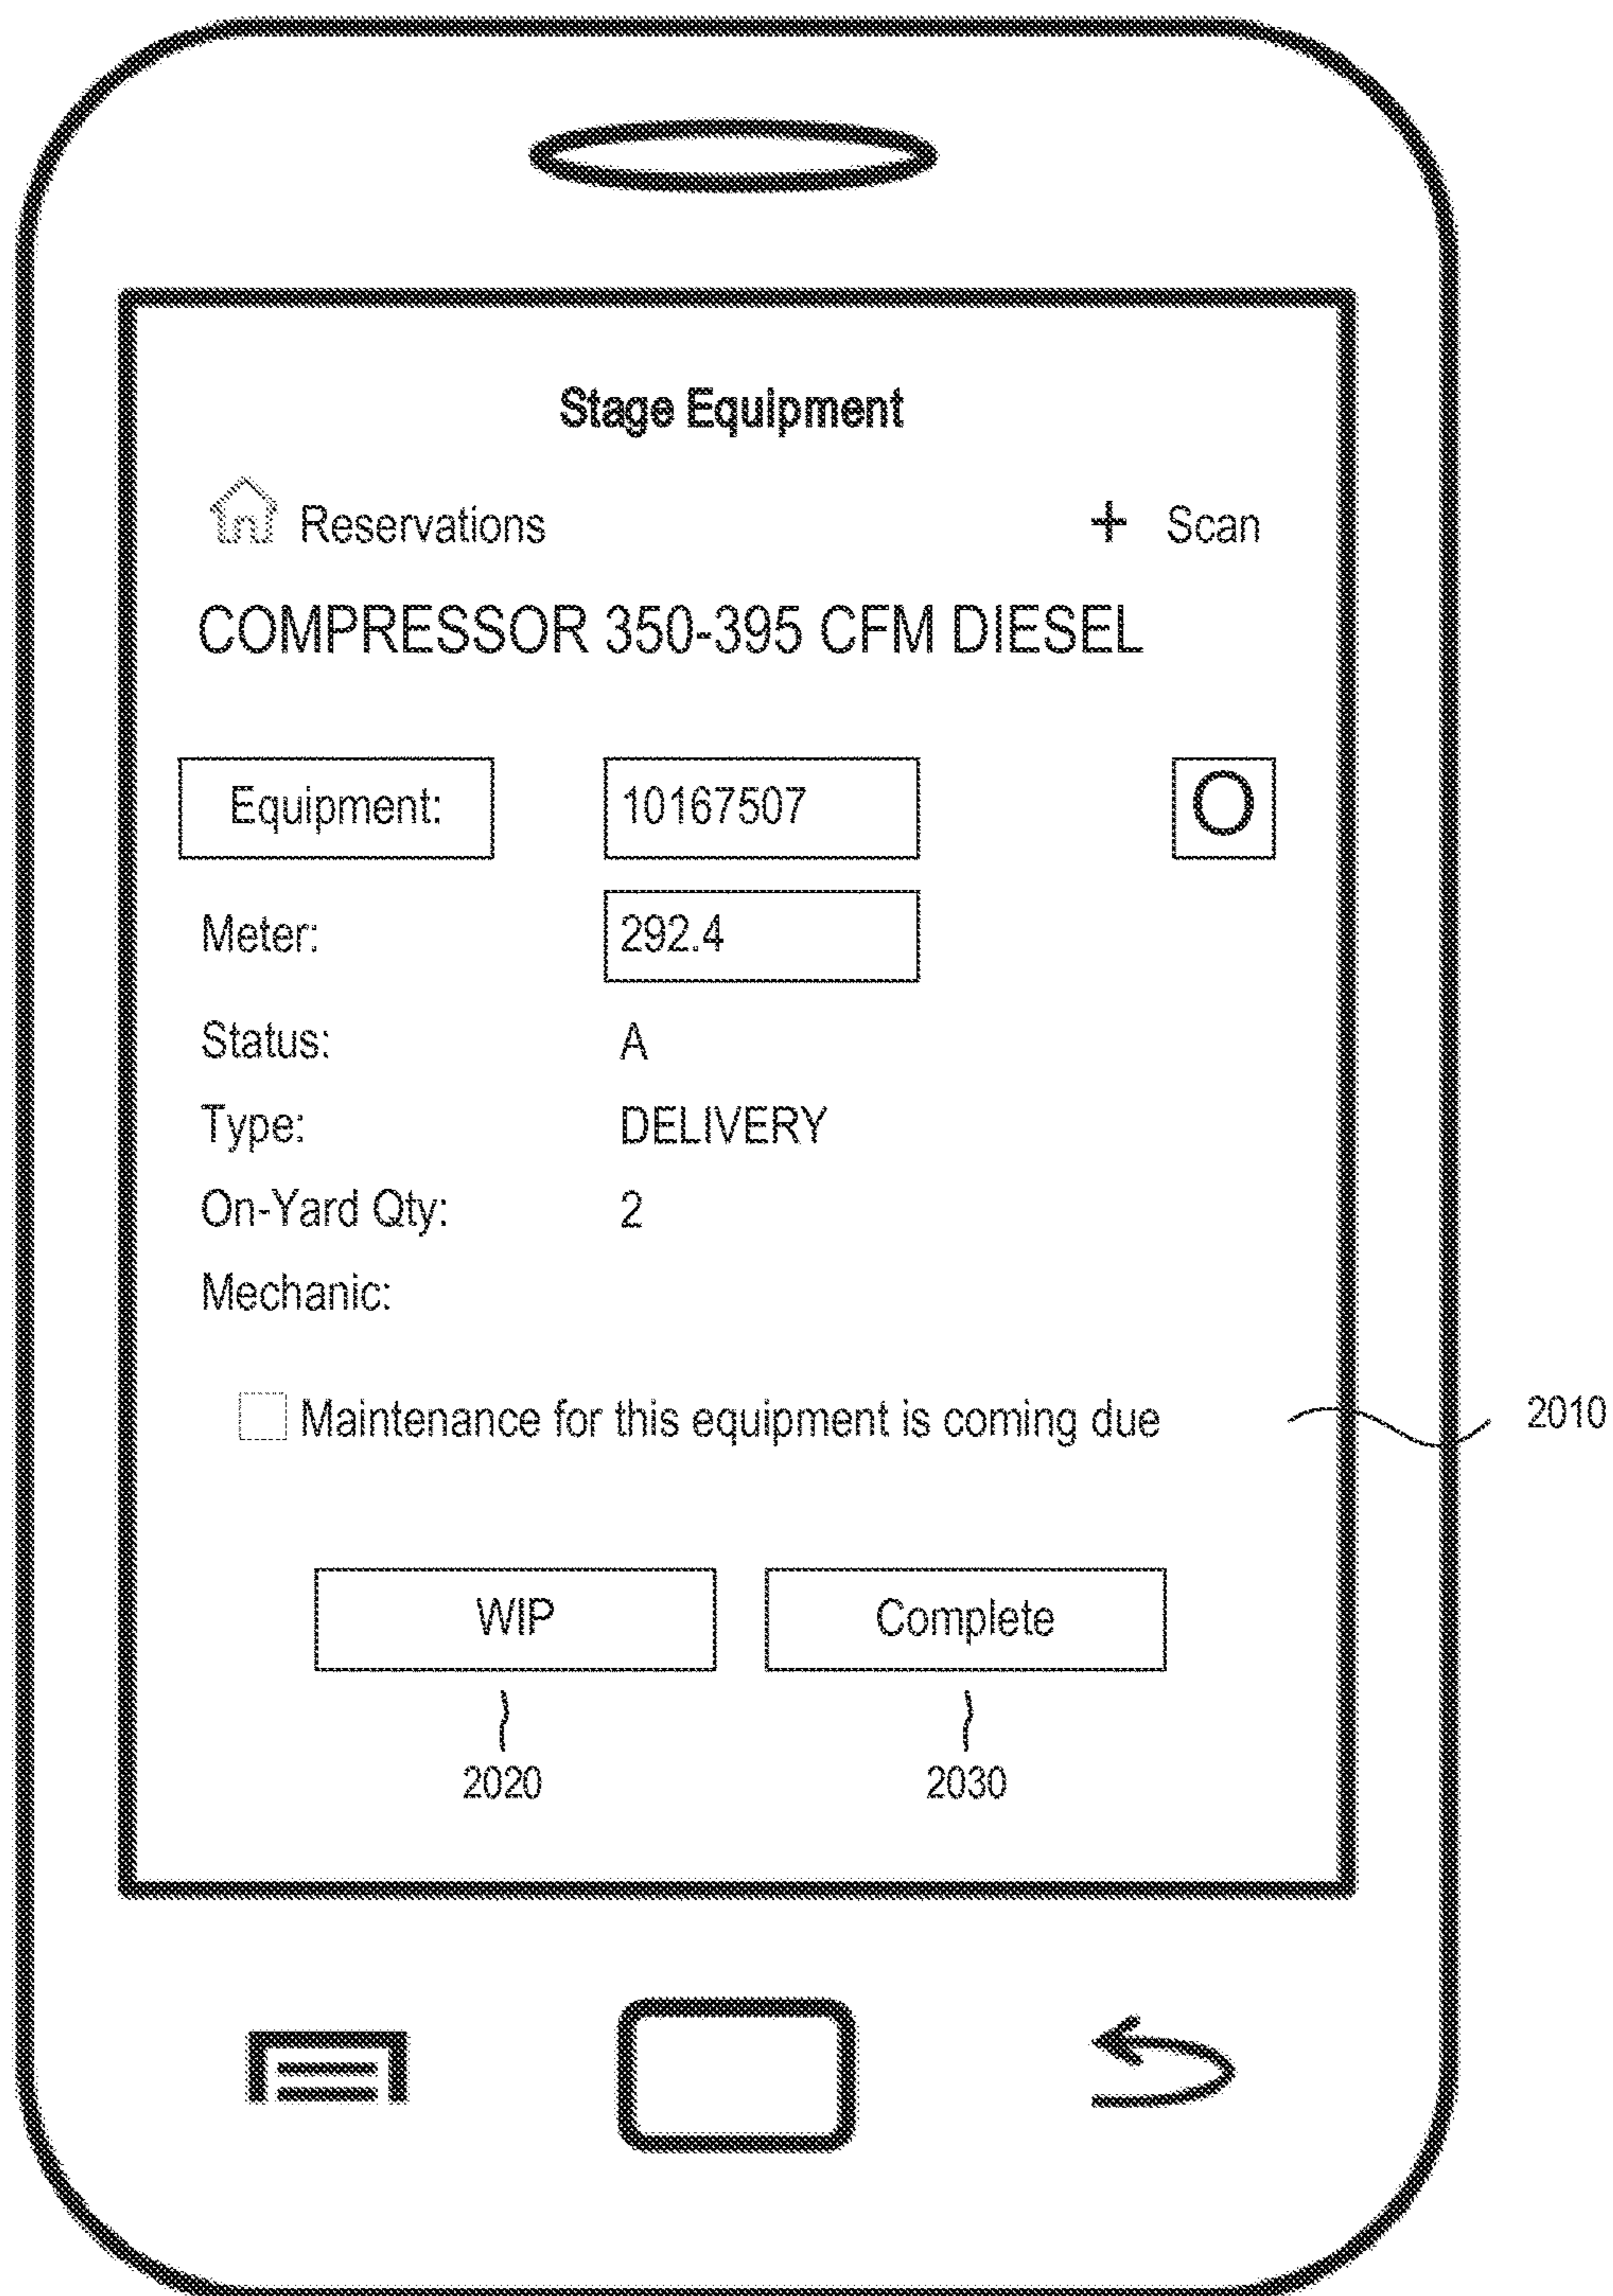 Stage Equipment
Reservations + Scan
COMPRESSOR 350-395 CFM DIESEL
Equipment: 10167507 O
Meter: 292.4
Status: A
Type: DELIVERY
On-Yard Qty: 2
Mechanic:
Maintenance for this equipment is coming due 2010
WIP Complete
2020 2030